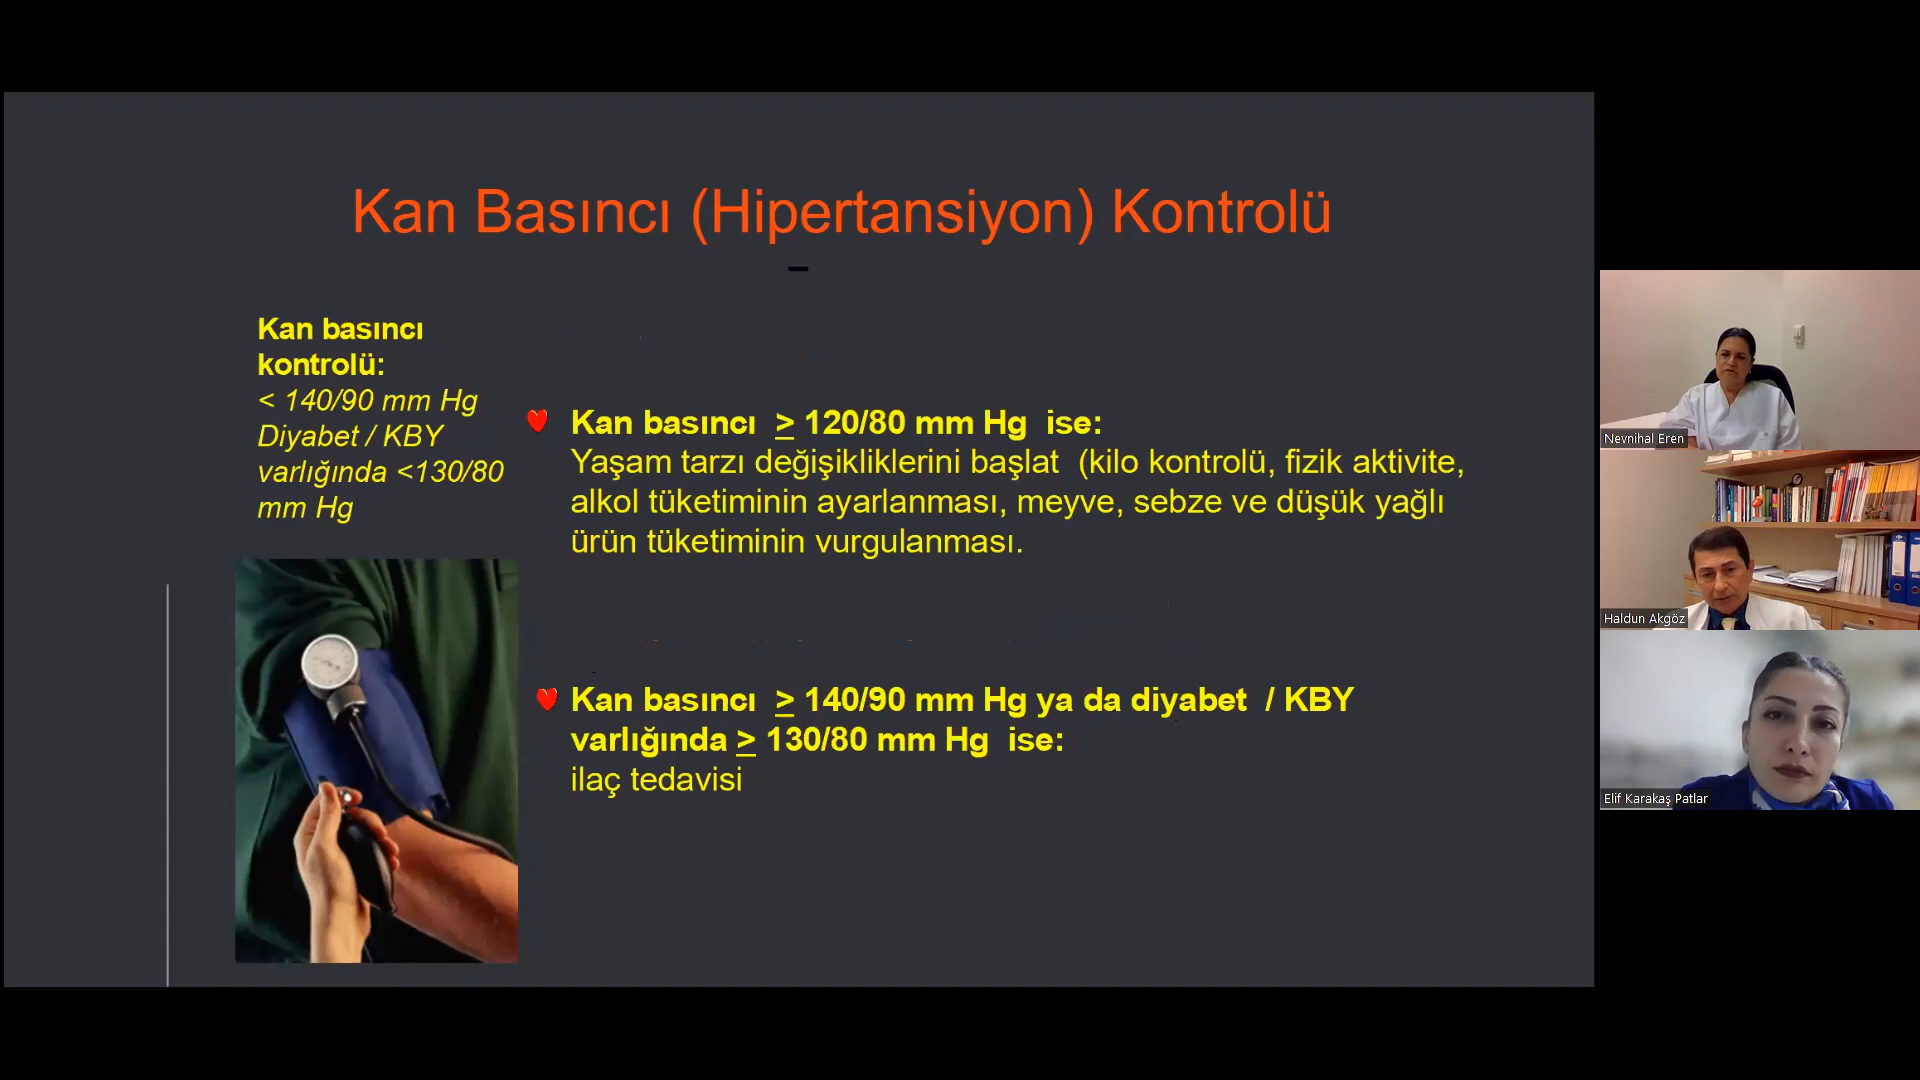 Kan Basıncı (Hipertansiyon) Kontrolü
Kan basıncı
kontrolü:
< 140/90 mm Hg
Diyabet / KBY
varlığında <130/80
mm Hg
Kan basıncı ≥ 120/80 mm Hg ise:
Yaşam tarzı değişikliklerini başlat (kilo kontrolü, fizik aktivite,
alkol tüketiminin ayarlanması, meyve, sebze ve düşük yağlı
ürün tüketiminin vurgulanması.
Kan basıncı ≥ 140/90 mm Hg ya da diyabet / KBY
varlığında ≥ 130/80 mm Hg ise:
ilaç tedavisi
Nevnihal Eren
Haldun Akgöz
Elif Karakaş Patlar